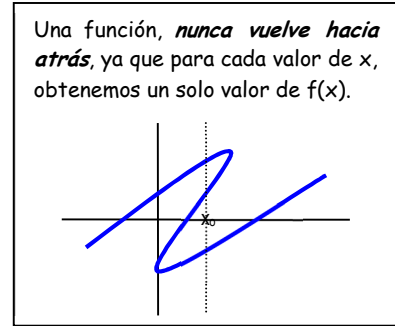 Una función, nunca vuelve hacia
atrás, ya que para cada valor de x,
obtenemos un solo valor de f(x).
x₀